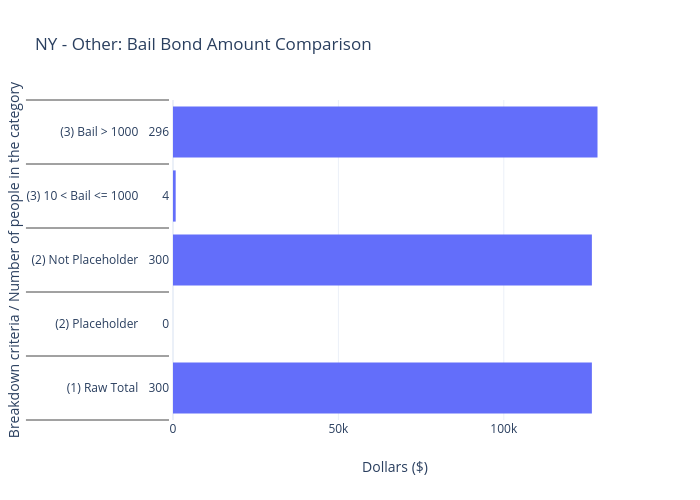 NY - Other: Bail Bond Amount Comparison
Breakdown criteria / Number of people in the category
(3) Bail > 1000 296
(3) 10 < Bail <= 1000 4
(2) Not Placeholder 300
(2) Placeholder 0
(1) Raw Total 300
0 50k 100k
Dollars ($)